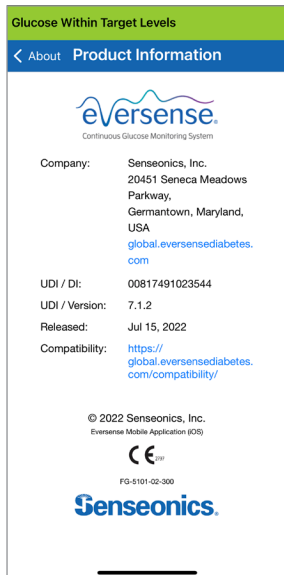 Glucose Within Target Levels
About Product Information
eversense.
Continuous Glucose Monitoring System
Company: Senseonics, Inc.
20451 Seneca Meadows
Parkway,
Germantown, Maryland,
USA
global.eversensediabetes.
com
UDI / DI: 00817491023544
UDI / Version: 7.1.2
Released: Jul 15, 2022
Compatibility: https://
global.eversensediabetes.
com/compatibility/
© 2022 Senseonics, Inc.
Eversense Mobile Application (iOS)
CE 2797
FG-5101-02-300
Senseonics.